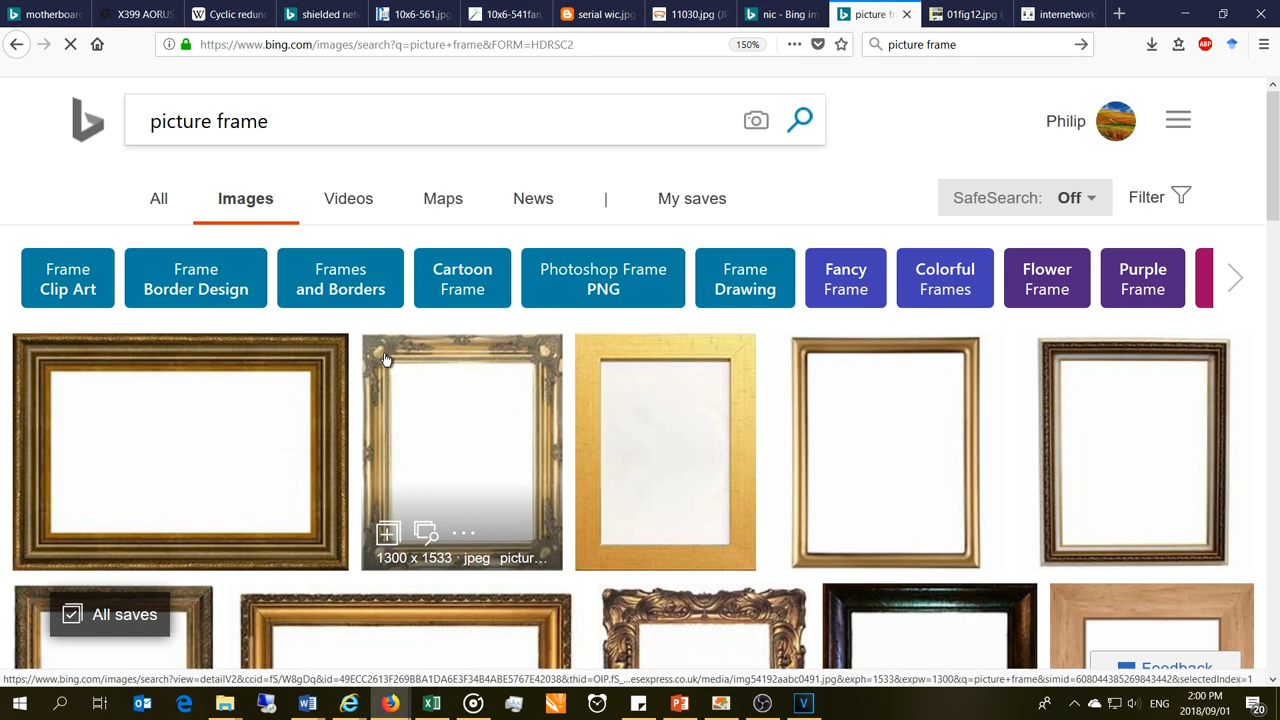 motherboard
X399 AORUS
Cyclic redun
shielded net
10x6-561.jp
10x6-541fan
serial wic.jpg
11030.jpg (JP
nic - Bing im
picture fr
01fig12.jpg (
internetwork
https://www.bing.com/images/search?q=picture+frame&FORM=HDRSC2
150%
picture frame
ABP
picture frame
Philip
All
Images
Videos
Maps
News
|
My saves
SafeSearch: Off
Filter
Frame
Clip Art
Frame
Border Design
Frames
and Borders
Cartoon
Frame
Photoshop Frame
PNG
Frame
Drawing
Fancy
Frame
Colorful
Frames
Flower
Frame
Purple
Frame
1300 x 1533 · jpeg pictur...
All saves
Feedback
https://www.bing.com/images/search?view=detailV2&ccid=fS/W8gDq&id=49ECC2613F269BBA1DA6E3F34B4ABE5767E42038&thid=OIP.fS_...esexpress.co.uk/media/img54192aabc0491.jpg&exph=1533&expw=1300&q=picture+frame&simid=608044385269843442&selectedIndex=1
ENG
2:00 PM
2018/09/01
20